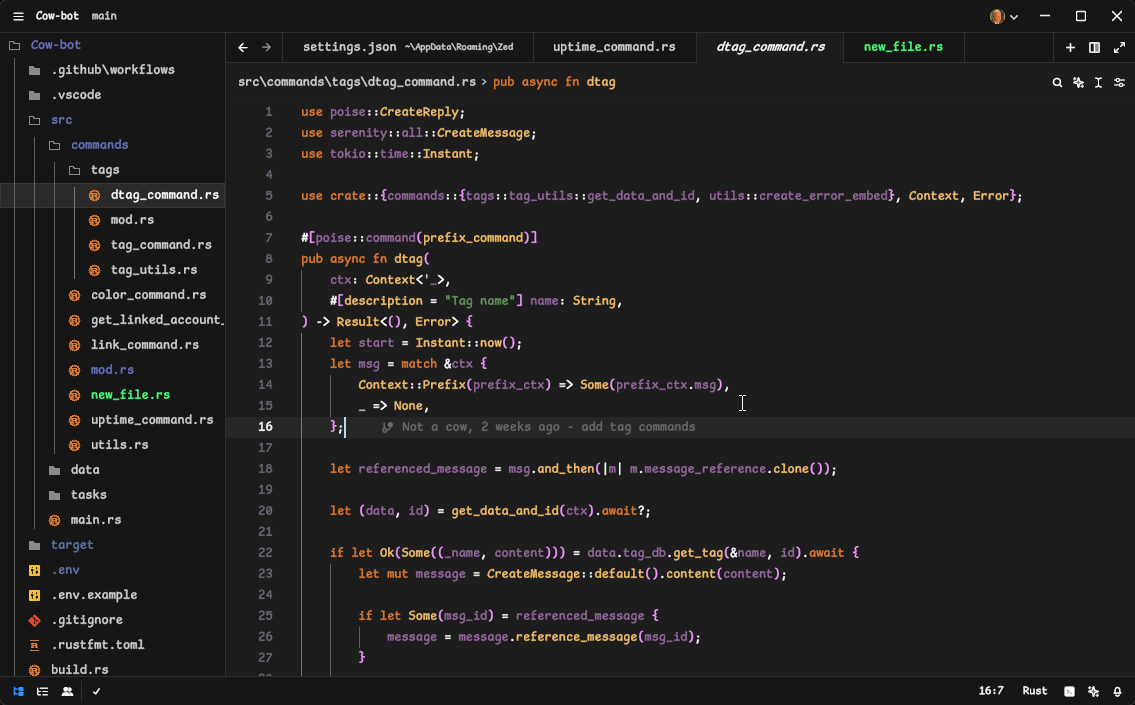 Cow-bot main
settings.json ~\AppData\Roaming\Zed
uptime_command.rs
dtag_command.rs
new_file.rs
Cow-bot
.github\workflows
.vscode
src
commands
tags
dtag_command.rs
mod.rs
tag_command.rs
tag_utils.rs
color_command.rs
get_linked_account_
link_command.rs
mod.rs
new_file.rs
uptime_command.rs
utils.rs
data
tasks
main.rs
target
.env
.env.example
.gitignore
.rustfmt.toml
build.rs
src\commands\tags\dtag_command.rs › pub async fn dtag
1 use poise::CreateReply;
2 use serenity::all::CreateMessage;
3 use tokio::time::Instant;
4
5 use crate::{commands::{tags::tag_utils::get_data_and_id, utils::create_error_embed}, Context, Error};
6
7 #[poise::command(prefix_command)]
8 pub async fn dtag(
9 ctx: Context<'_>,
10 #[description = "Tag name"] name: String,
11 ) -> Result<(), Error> {
12 let start = Instant::now();
13 let msg = match &ctx {
14 Context::Prefix(prefix_ctx) => Some(prefix_ctx.msg),
15 _ => None,
16 }; Not a cow, 2 weeks ago - add tag commands
17
18 let referenced_message = msg.and_then(|m| m.message_reference.clone());
19
20 let (data, id) = get_data_and_id(ctx).await?;
21
22 if let Ok(Some((_name, content))) = data.tag_db.get_tag(&name, id).await {
23 let mut message = CreateMessage::default().content(content);
24
25 if let Some(msg_id) = referenced_message {
26 message = message.reference_message(msg_id);
27 }
16:7 Rust